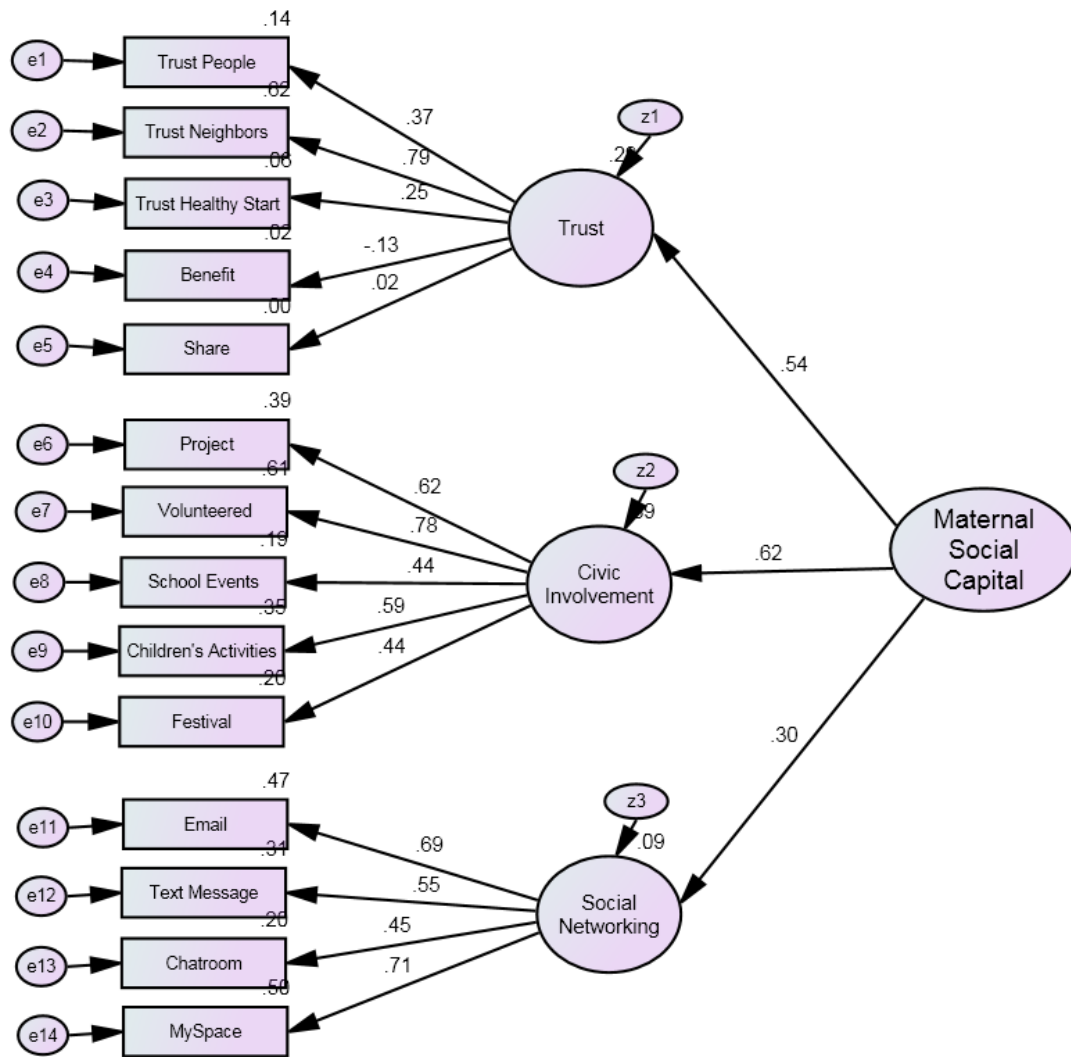 .14
e1
Trust People
.62
.37
z1
e2
Trust Neighbors
.79
.06
.25
e3
Trust Healthy Start
Trust
.02
-.13
e4
Benefit
.02
.00
e5
Share
.54
.39
e6
Project
.61
.62
z2
e7
Volunteered
.78
.19
.62
Maternal
Social
Capital
e8
School Events
.44
Civic
Involvement
.35
.59
e9
Children's Activities
.44
.20
e10
Festival
.30
.47
z3
e11
Email
.09
.31
.69
e12
Text Message
.55
Social
Networking
.20
.45
e13
Chatroom
.71
.50
e14
MySpace